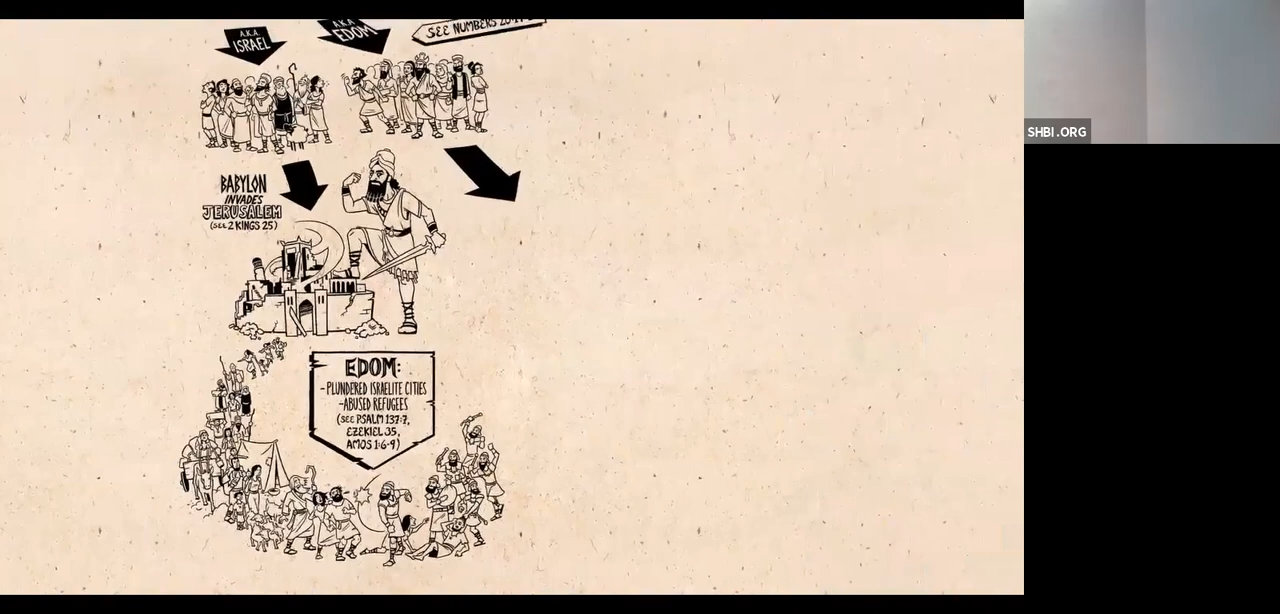 A.K.A.
ISRAEL
A.K.A
EDOM
SEE NUMBERS
BABYLON
INVADES
JERUSALEM
(SEE 2 KINGS 25)
EDOM:
-PLUNDERED ISRAELITE CITIES
-ABUSED REFUGEES
(SEE PSALM 137:7,
EZEKIEL 35,
AMOS 1:6-9)
SHBI.ORG